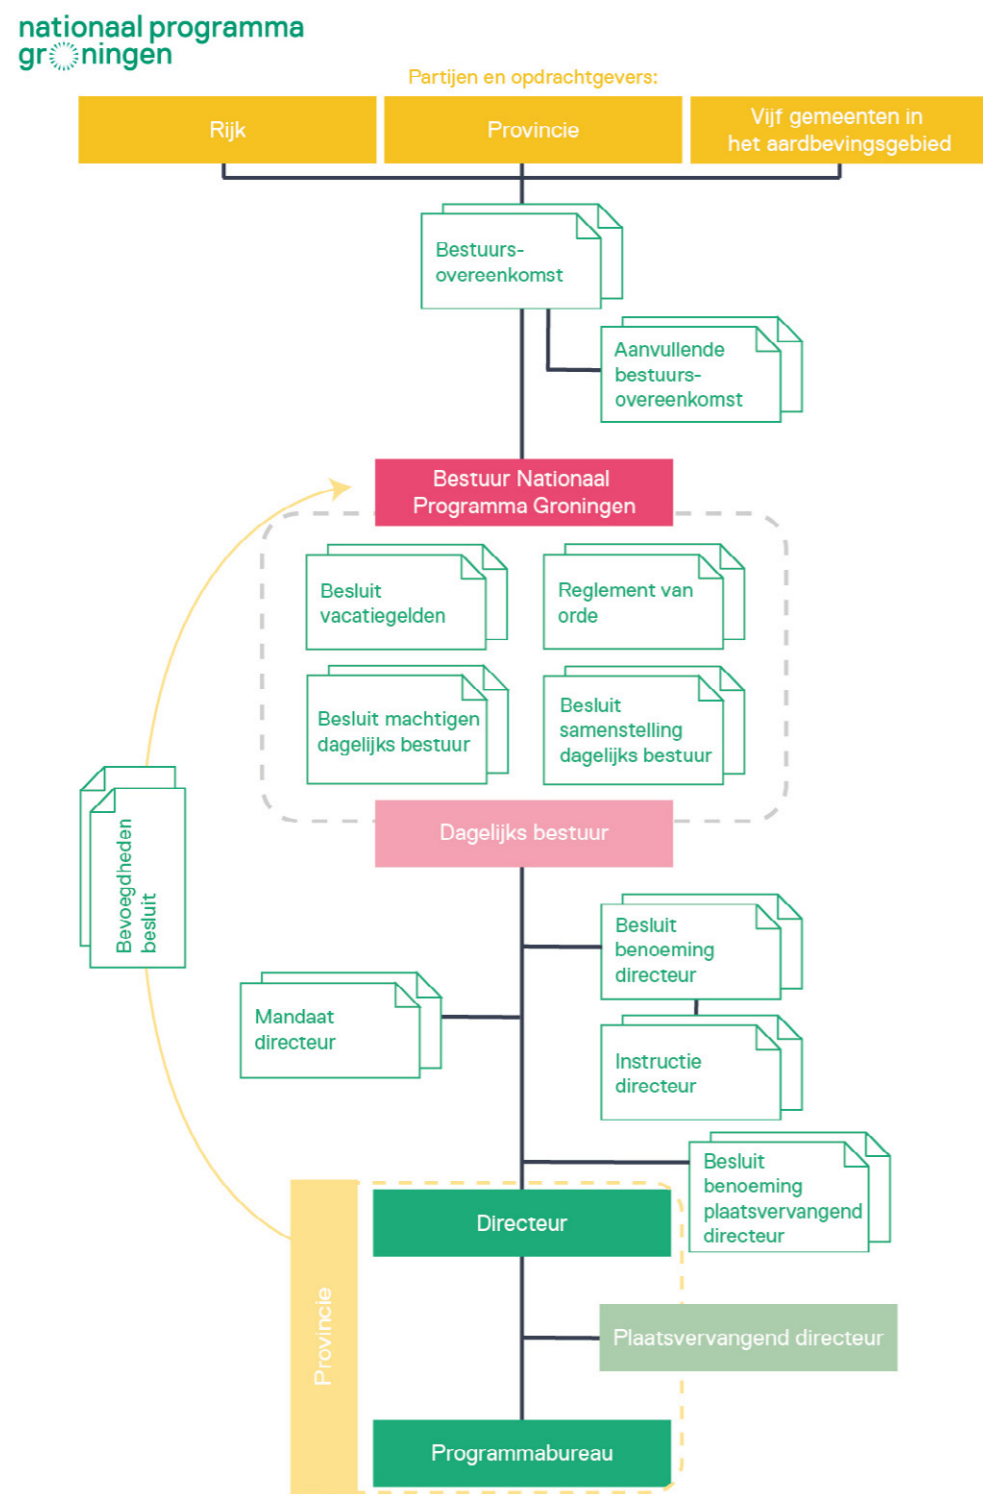 nationaal programma
groningen
Partijen en opdrachtgevers:
Rijk
Provincie
Vijf gemeenten in
het aardbevingsgebied
Bestuurs-
overeenkomst
Aanvullende
bestuurs-
overeenkomst
Bestuur Nationaal
Programma Groningen
Besluit
vacatiegelden
Reglement van
orde
Besluit machtigen
dagelijks bestuur
Besluit
samenstelling
dagelijks bestuur
Dagelijks bestuur
Bevoegdheden
besluit
Besluit
benoeming
directeur
Mandaat
directeur
Instructie
directeur
Besluit
benoeming
plaatsvervangend
directeur
Directeur
Provincie
Plaatsvervangend directeur
Programmabureau